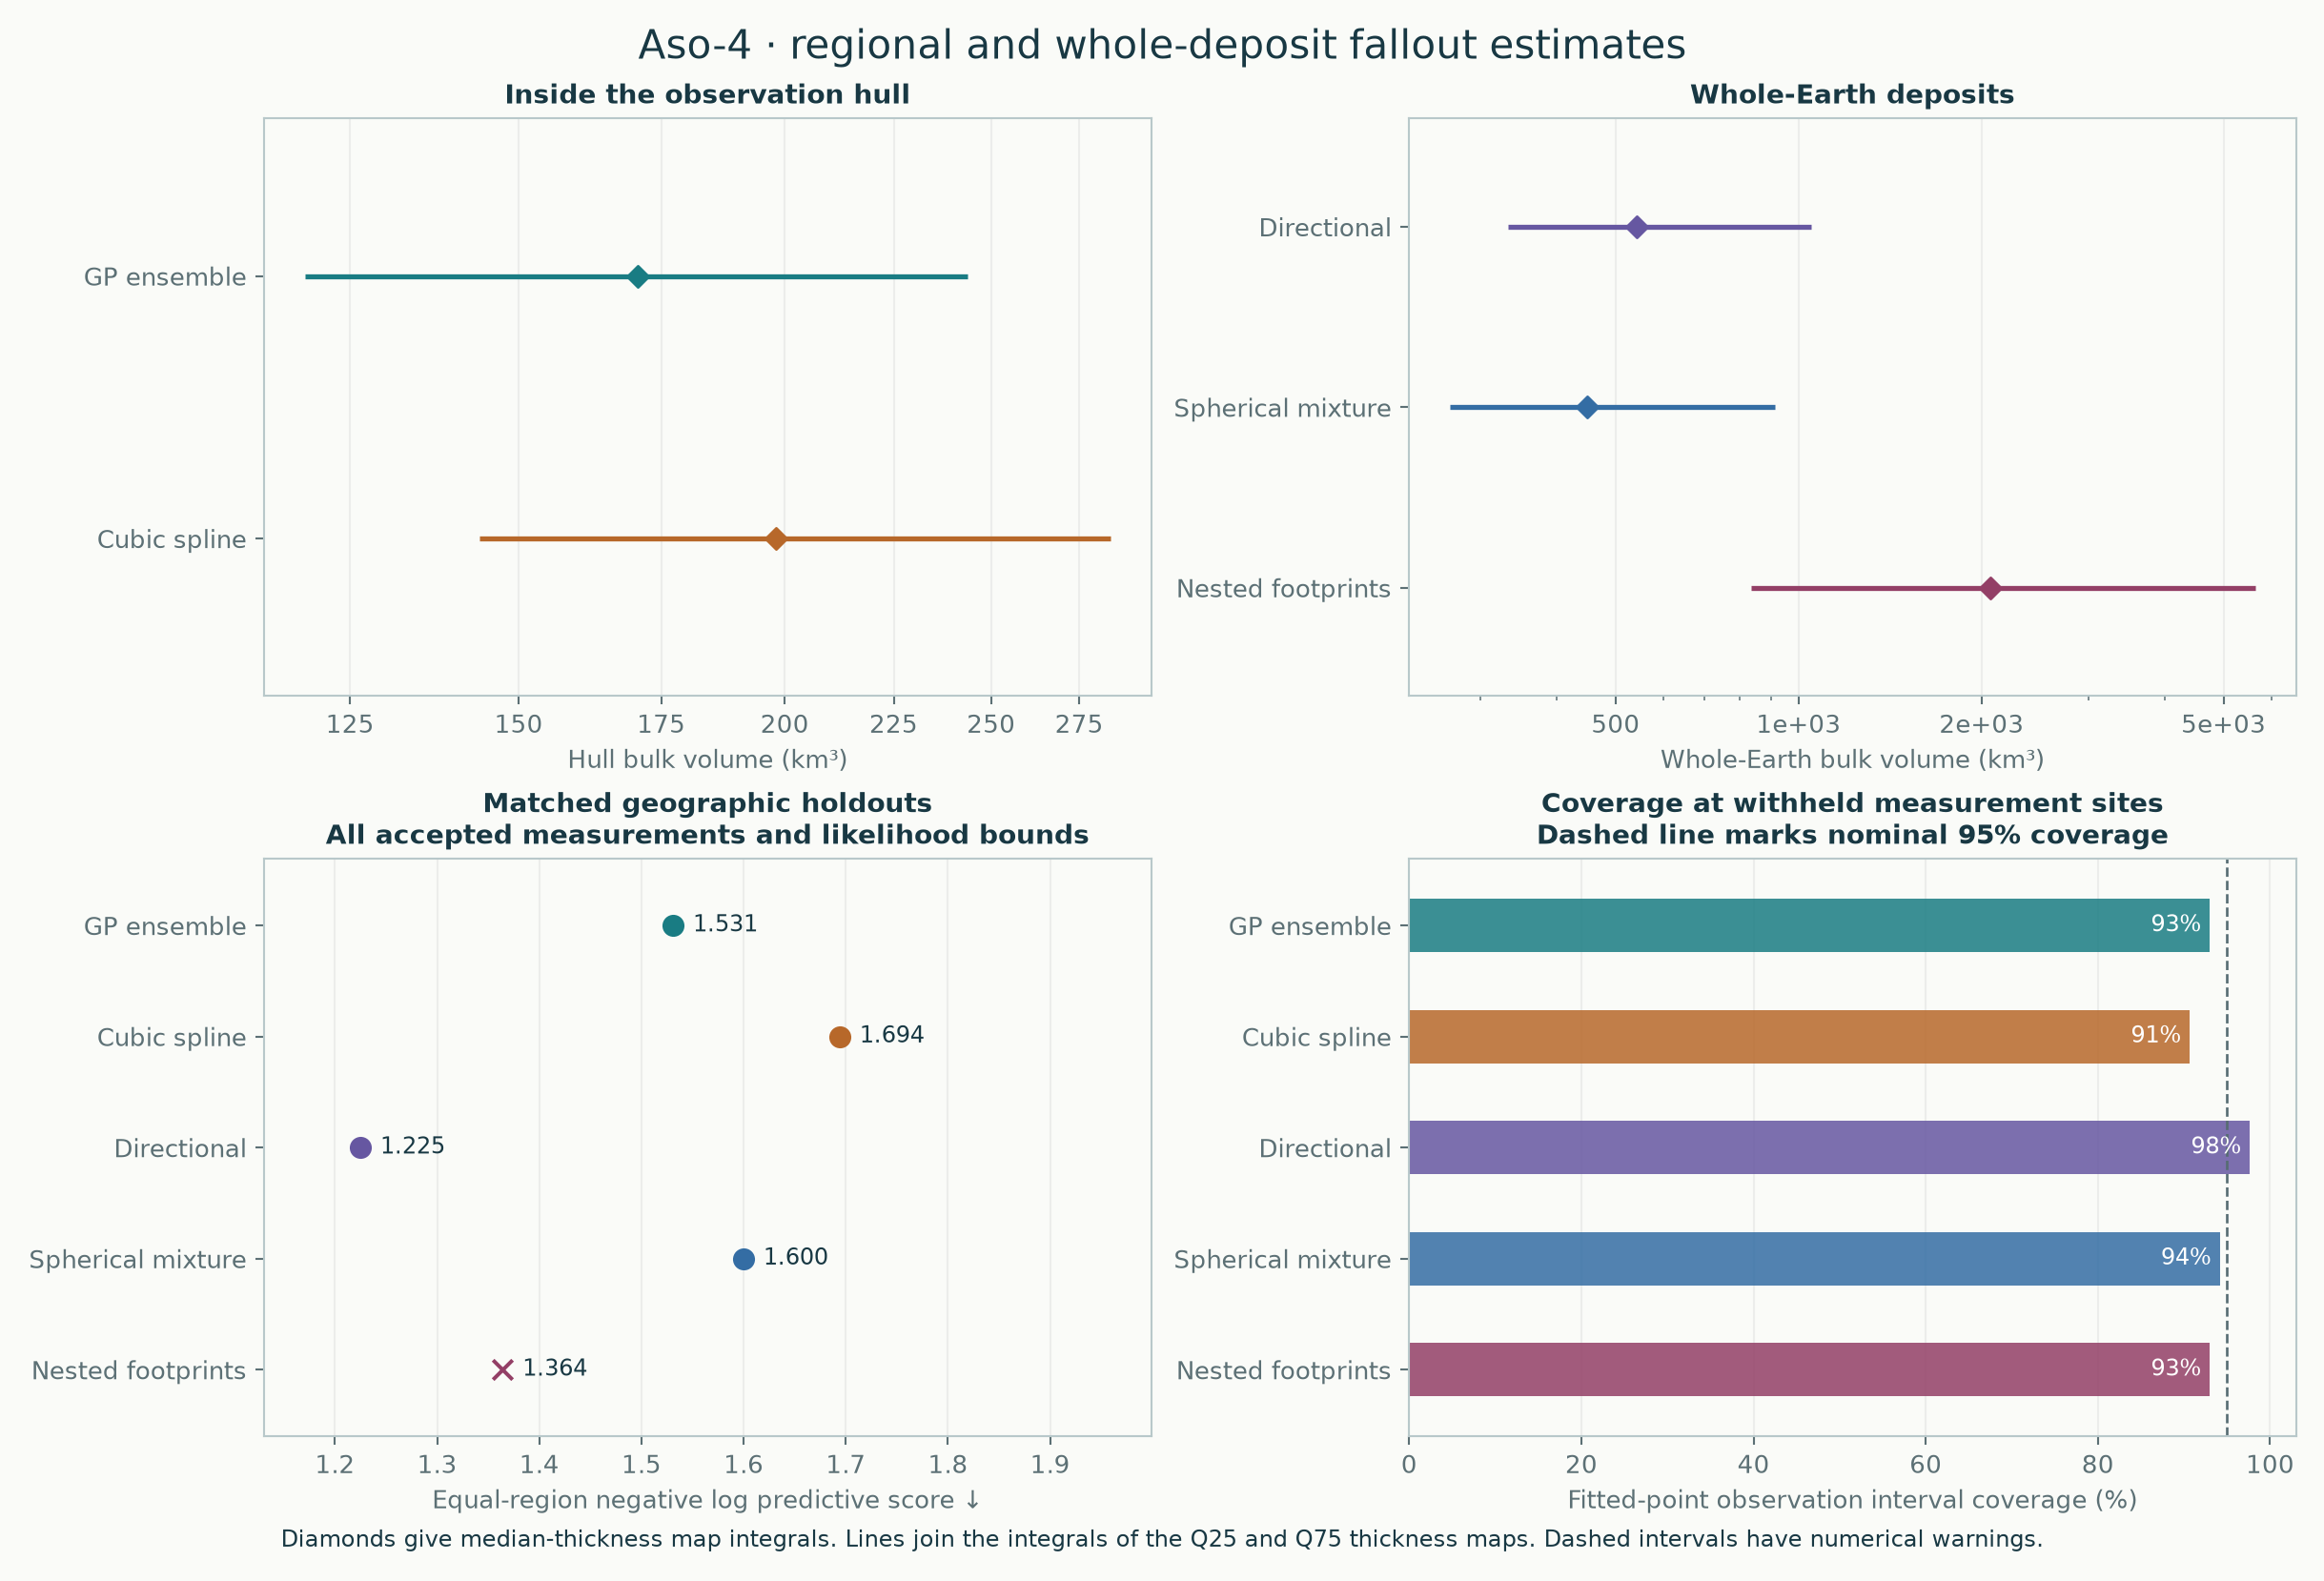 Aso-4 · regional and whole-deposit fallout estimates
Inside the observation hull
GP ensemble
Cubic spline
125 150 175 200 225 250 275
Hull bulk volume (km³)
Whole-Earth deposits
Directional
Spherical mixture
Nested footprints
500 1e+03 2e+03 5e+03
Whole-Earth bulk volume (km³)
Matched geographic holdouts
All accepted measurements and likelihood bounds
GP ensemble 1.531
Cubic spline 1.694
Directional 1.225
Spherical mixture 1.600
Nested footprints 1.364
1.2 1.3 1.4 1.5 1.6 1.7 1.8 1.9
Equal-region negative log predictive score ↓
Coverage at withheld measurement sites
Dashed line marks nominal 95% coverage
GP ensemble 93%
Cubic spline 91%
Directional 98%
Spherical mixture 94%
Nested footprints 93%
0 20 40 60 80 100
Fitted-point observation interval coverage (%)
Diamonds give median-thickness map integrals. Lines join the integrals of the Q25 and Q75 thickness maps. Dashed intervals have numerical warnings.